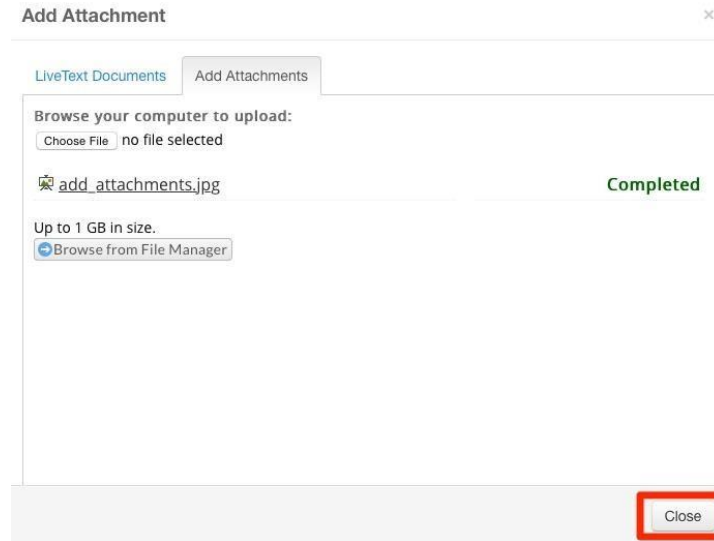 Add Attachment ×
LiveText Documents Add Attachments
Browse your computer to upload:
Choose File no file selected
add_attachments.jpg Completed
Up to 1 GB in size.
Browse from File Manager
Close